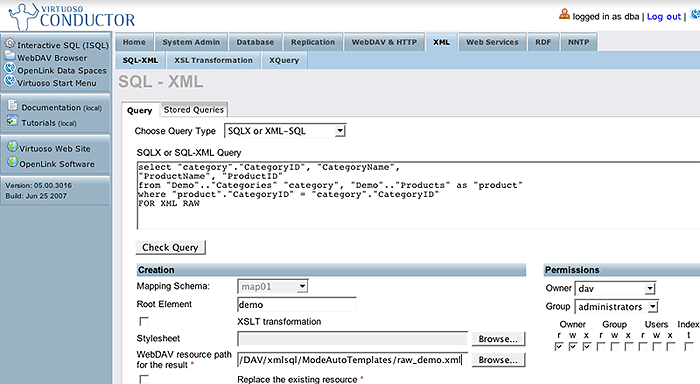 VIRTUOSO
CONDUCTOR
logged in as dba | Log out |
Interactive SQL (ISQL)
WebDAV Browser
OpenLink Data Spaces
Virtuoso Start Menu
Documentation (local)
Tutorials (local)
Virtuoso Web Site
OpenLink Software
Version: 05.00.3016
Build: Jun 25 2007
Home System Admin Database Replication WebDAV & HTTP XML Web Services RDF NNTP
SQL-XML XSL Transformation XQuery
SQL - XML
Query Stored Queries
Choose Query Type SQLX or XML-SQL
SQLX or SQL-XML Query
select "category"."CategoryID", "CategoryName",
"ProductName", "ProductID"
from "Demo".."Categories" "category", "Demo".."Products" as "product"
where "product"."CategoryID" = "category"."CategoryID"
FOR XML RAW
Check Query
Creation
Mapping Schema: map01
Root Element demo
XSLT transformation
Stylesheet Browse...
WebDAV resource path
for the result * /DAV/xmlsql/ModeAutoTemplates/raw_demo.xml Browse...
Replace the existing resource *
Permissions
Owner dav
Group administrators
Owner Group Users Index
r w x r w x r w x t